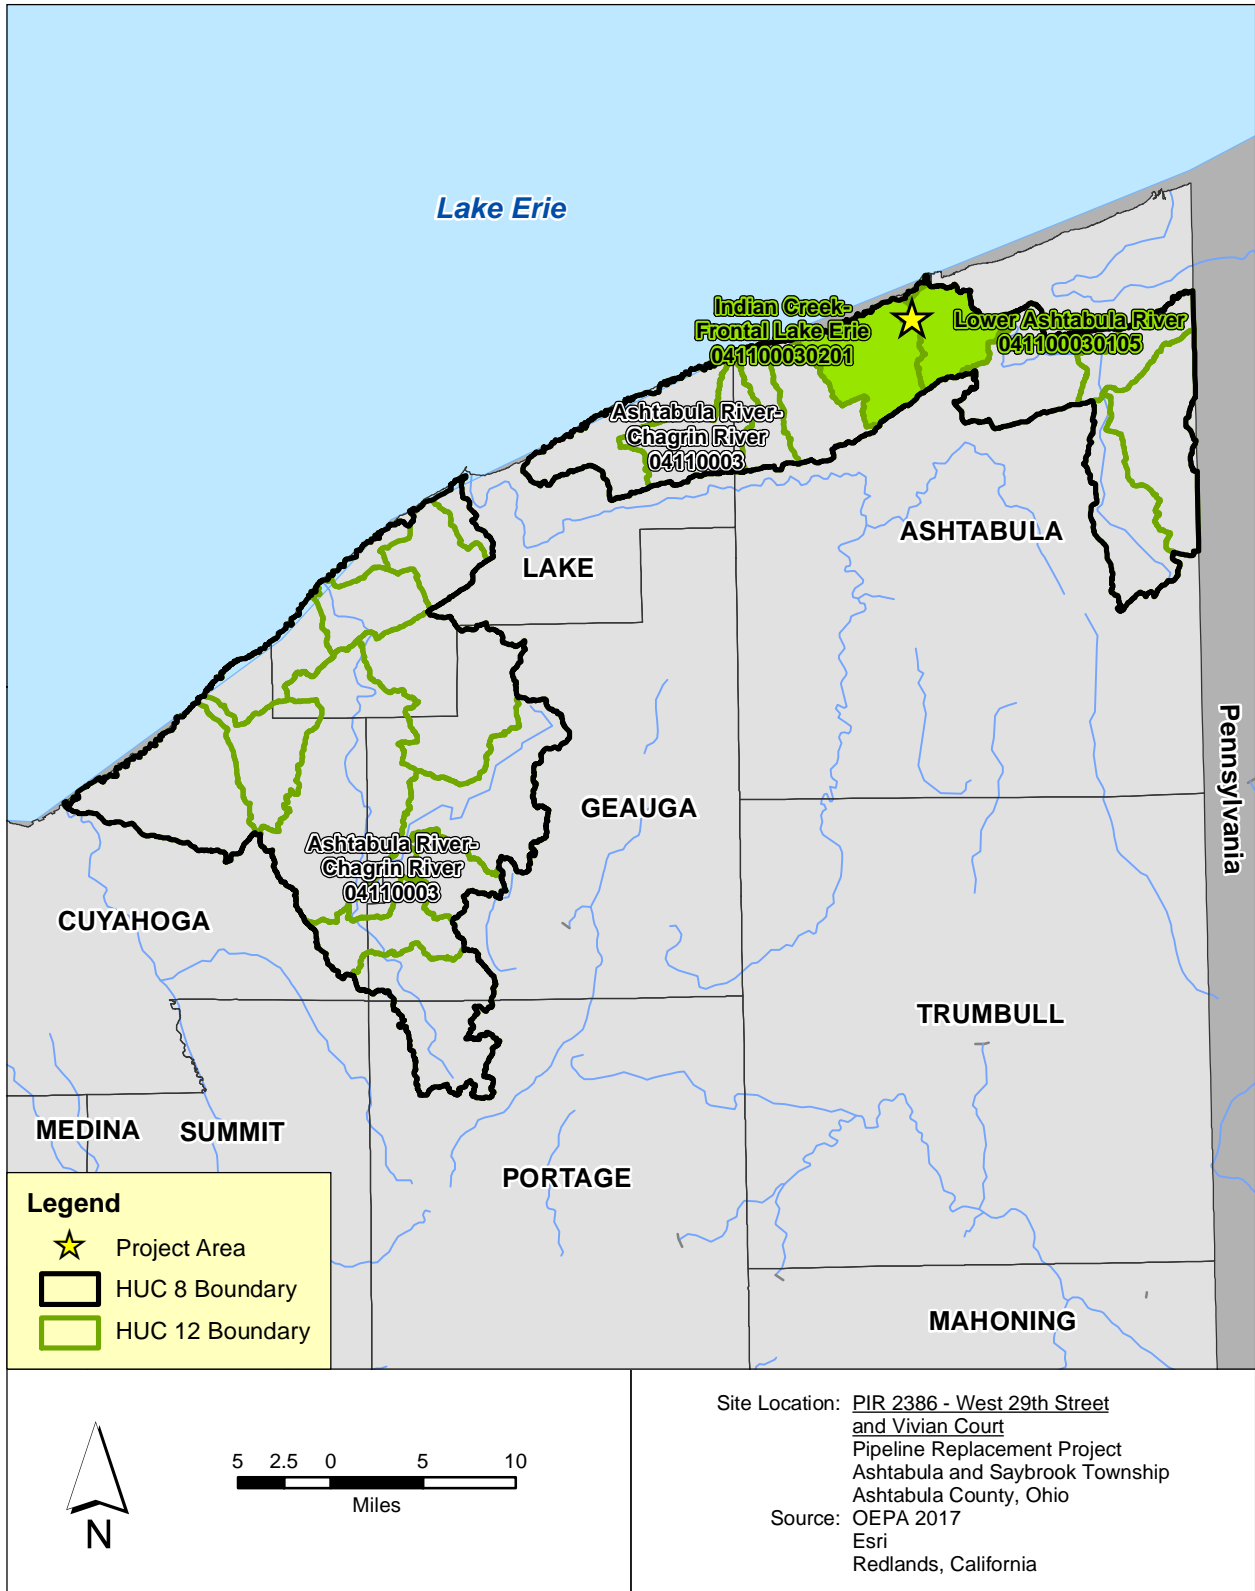 Lake Erie
Indian Creek-
Frontal Lake Erie
041100030201
Lower Ashtabula River
041100030105
Ashtabula River-
Chagrin River
04110003
ASHTABULA
LAKE
Pennsylvania
GEAUGA
Ashtabula River-
Chagrin River
04110003
CUYAHOGA
TRUMBULL
MEDINA
SUMMIT
PORTAGE
MAHONING
Legend
Project Area
HUC 8 Boundary
HUC 12 Boundary
N
5 2.5 0 5 10
Miles
Site Location: PIR 2386 - West 29th Street
and Vivian Court
Pipeline Replacement Project
Ashtabula and Saybrook Township
Ashtabula County, Ohio
Source: OEPA 2017
Esri
Redlands, California